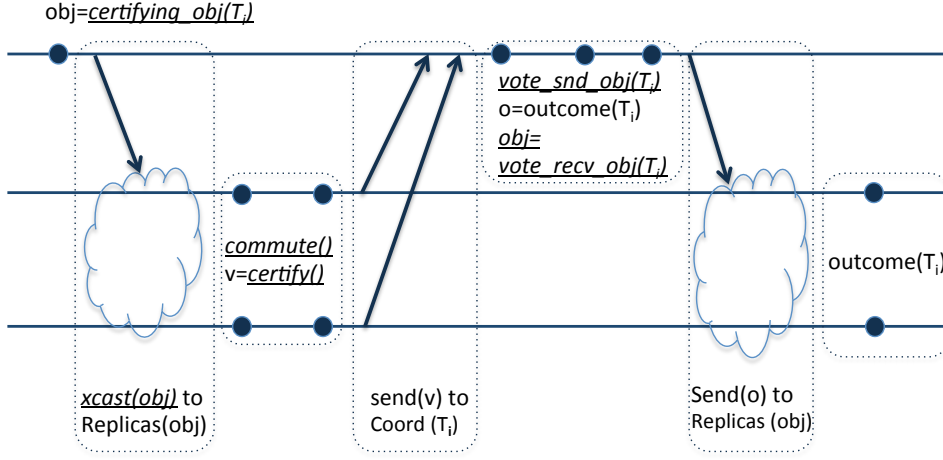 obj=certifying_obj(Ti)
vote_snd_obj(Ti)
o=outcome(Ti)
obj=
vote_recv_obj(Ti)
commute()
v=certify()
outcome(Ti)
xcast(obj) to
Replicas(obj)
send(v) to
Coord (Ti)
Send(o) to
Replicas (obj)